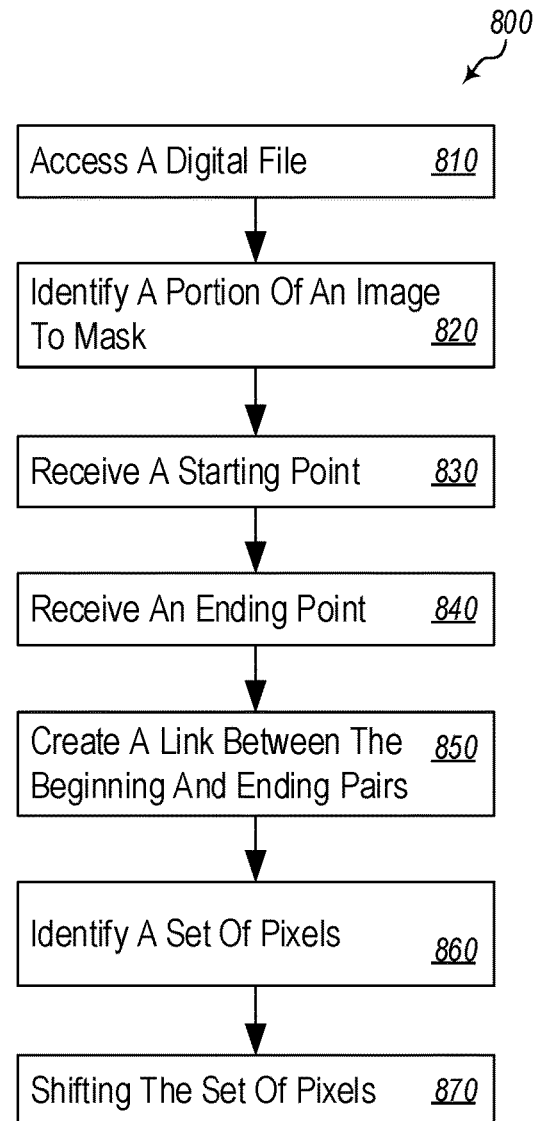 800
Access A Digital File 810
Identify A Portion Of An Image
To Mask 820
Receive A Starting Point 830
Receive An Ending Point 840
Create A Link Between The 850
Beginning And Ending Pairs
Identify A Set Of Pixels 860
Shifting The Set Of Pixels 870